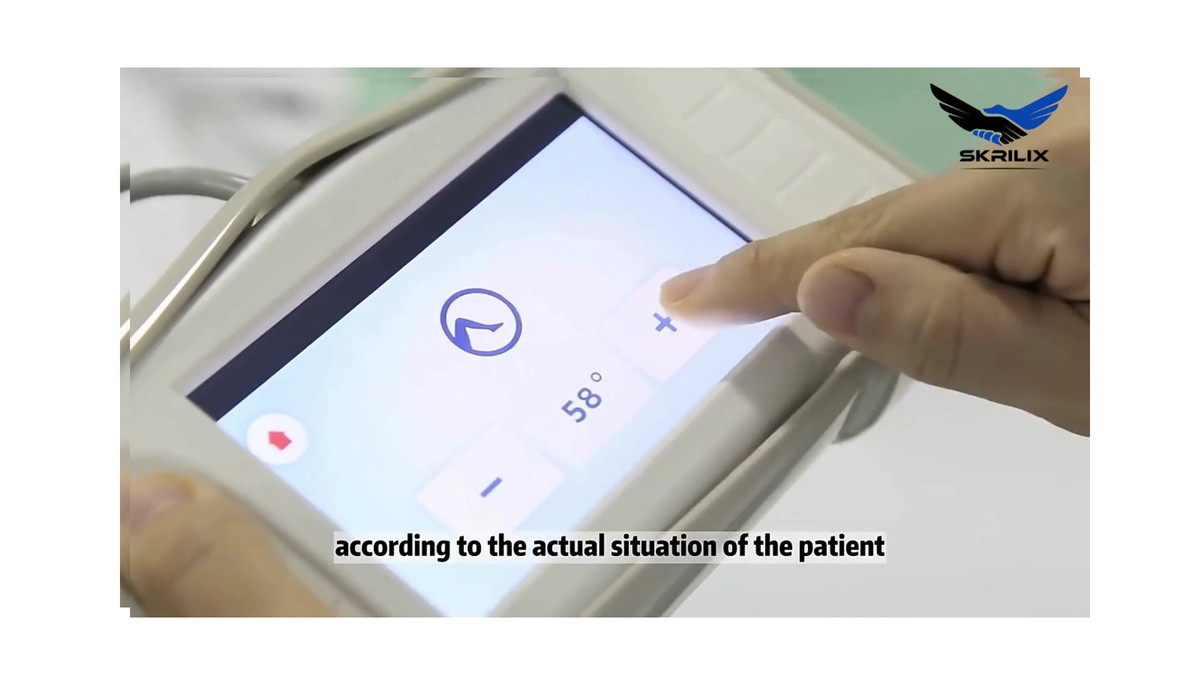 SKRILIX
+
58°
−
according to the actual situation of the patient